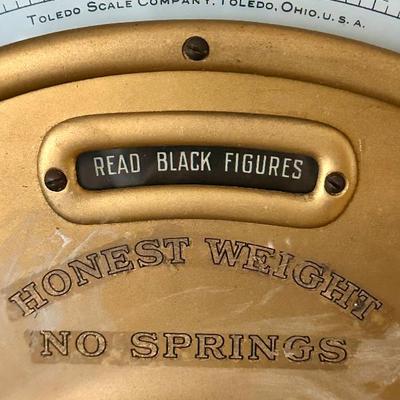 TOLEDO SCALE COMPANY, TOLEDO, OHIO, U.S.A.
READ BLACK FIGURES
HONEST WEIGHT
NO SPRINGS